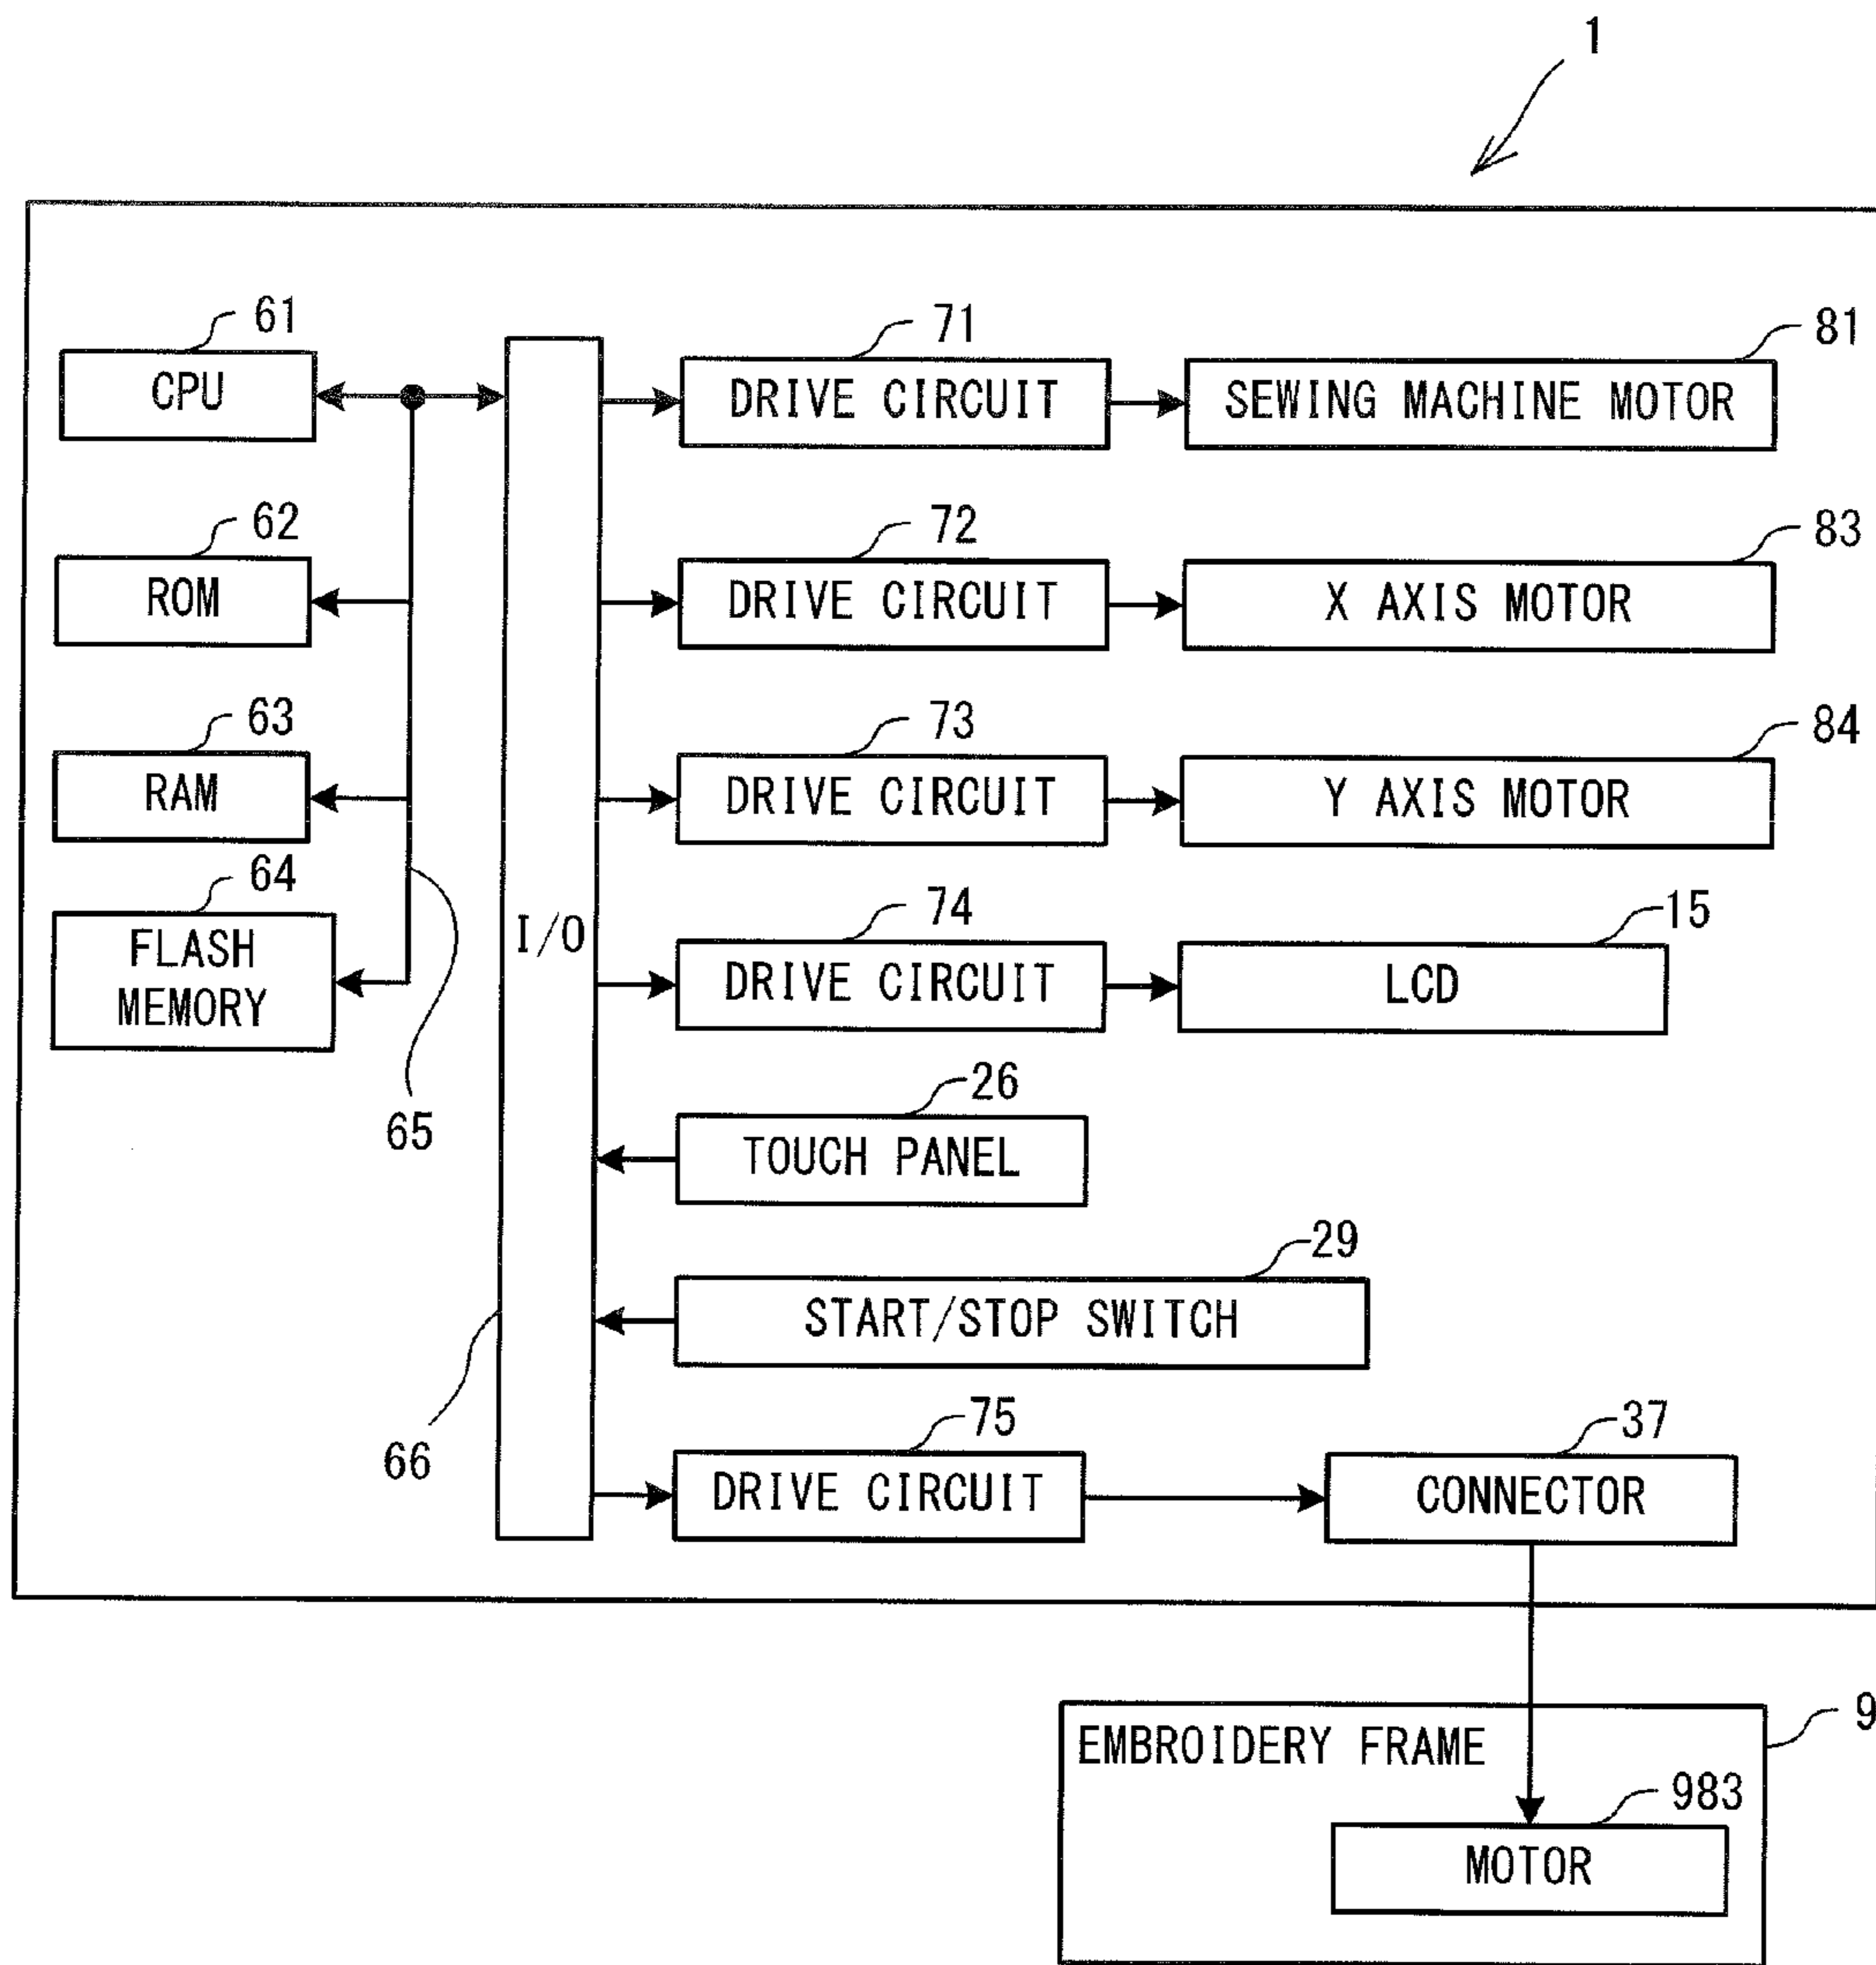 1
61
CPU
71
DRIVE CIRCUIT
81
SEWING MACHINE MOTOR
62
ROM
72
DRIVE CIRCUIT
83
X AXIS MOTOR
63
RAM
73
DRIVE CIRCUIT
84
Y AXIS MOTOR
64
FLASH
MEMORY
65
I/O
66
74
DRIVE CIRCUIT
15
LCD
26
TOUCH PANEL
29
START/STOP SWITCH
75
DRIVE CIRCUIT
37
CONNECTOR
9
EMBROIDERY FRAME
983
MOTOR